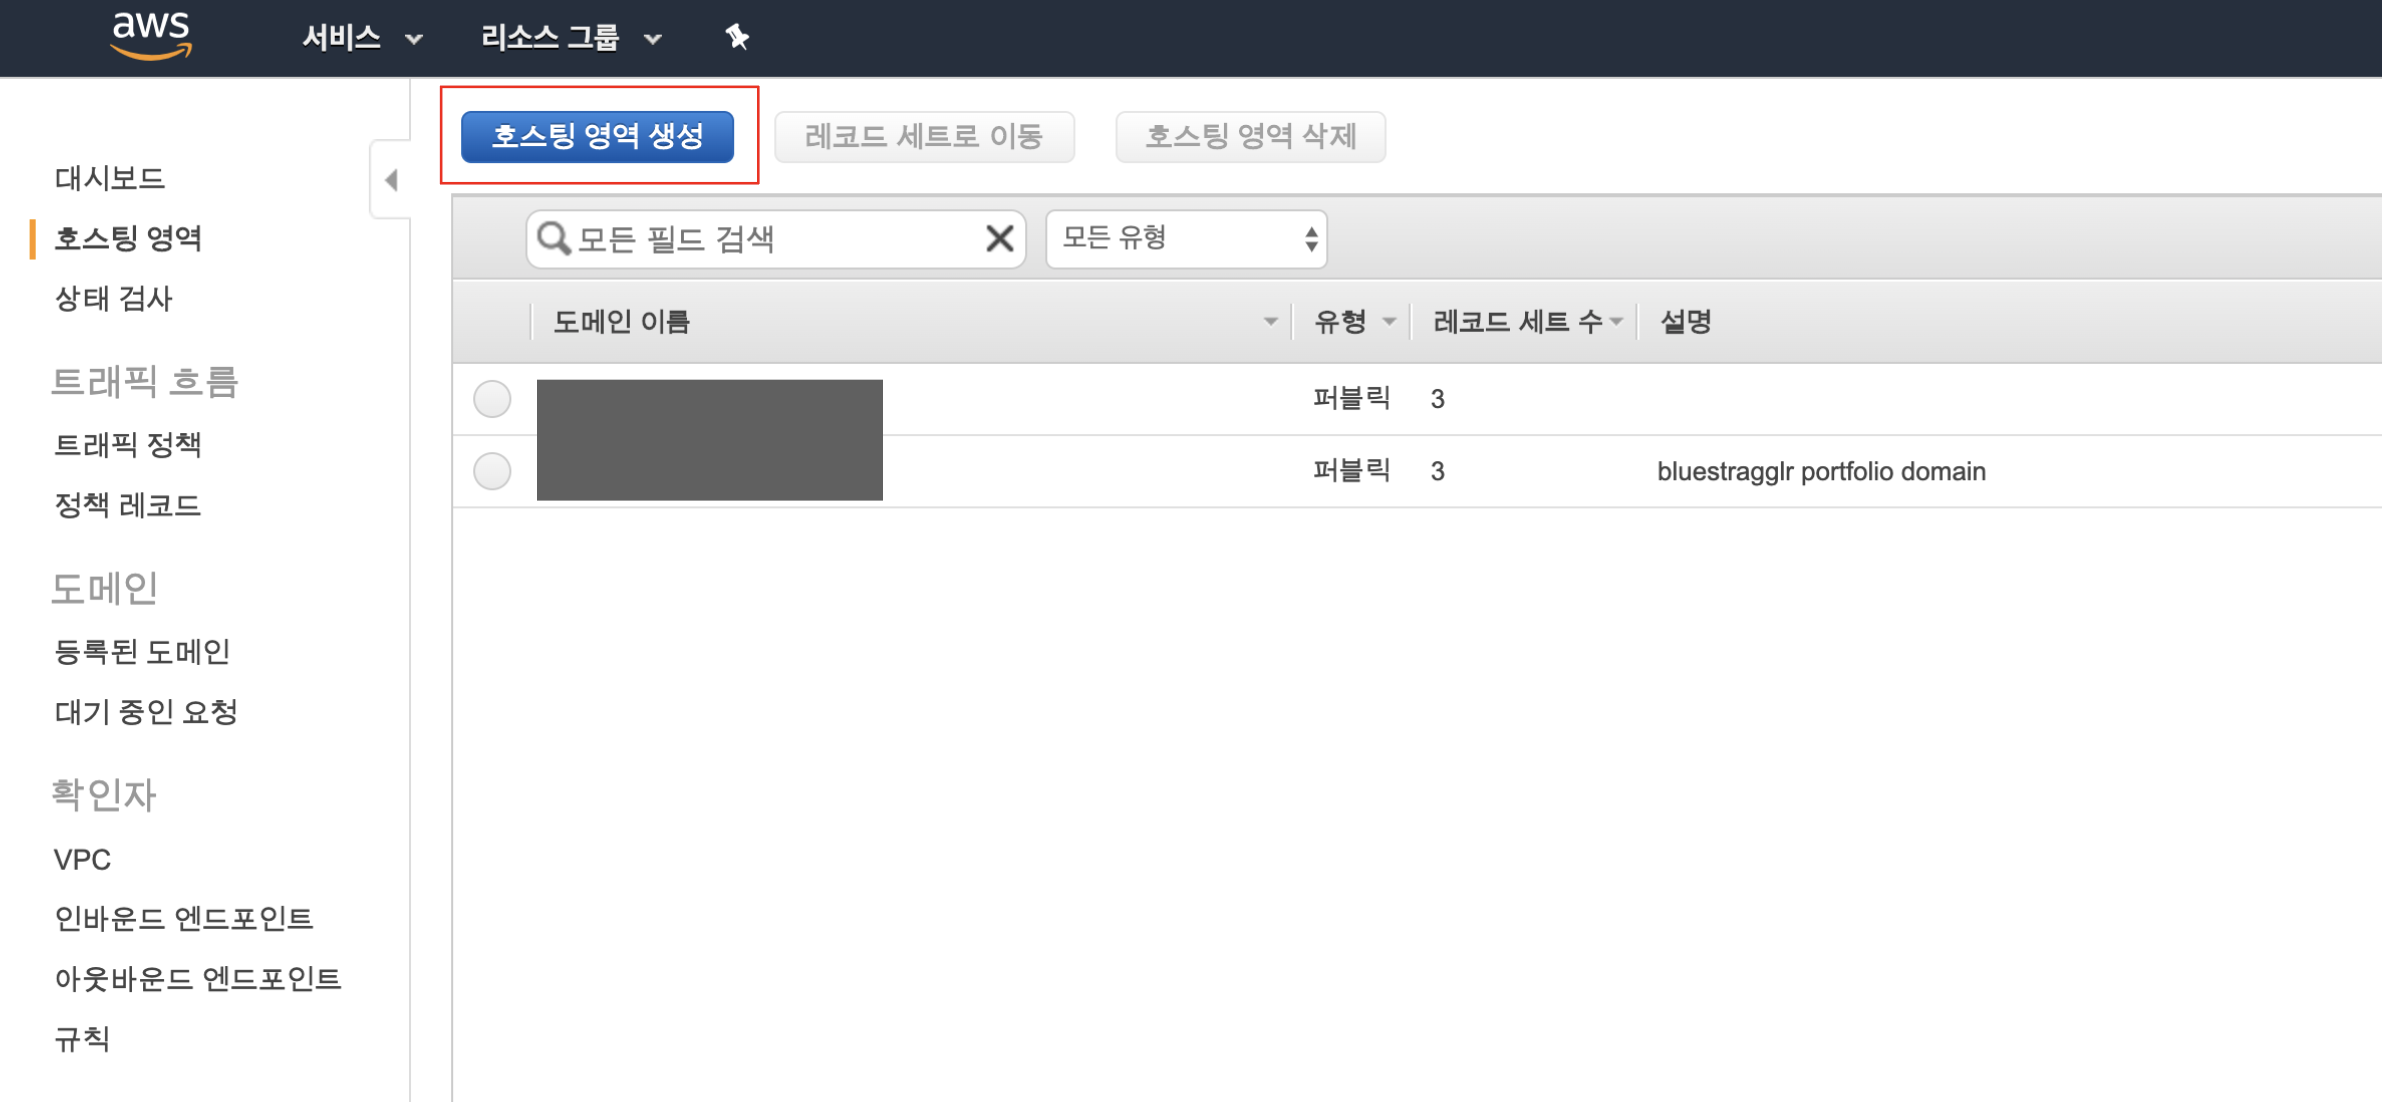 aws 서비스 리소스 그룹
호스팅 영역 생성 레코드 세트로 이동 호스팅 영역 삭제
대시보드
호스팅 영역
상태 검사
트래픽 흐름
트래픽 정책
정책 레코드
도메인
등록된 도메인
대기 중인 요청
확인자
VPC
인바운드 엔드포인트
아웃바운드 엔드포인트
규칙
모든 필드 검색 모든 유형
도메인 이름 유형 레코드 세트 수 설명
퍼블릭 3
퍼블릭 3 bluestragglr portfolio domain